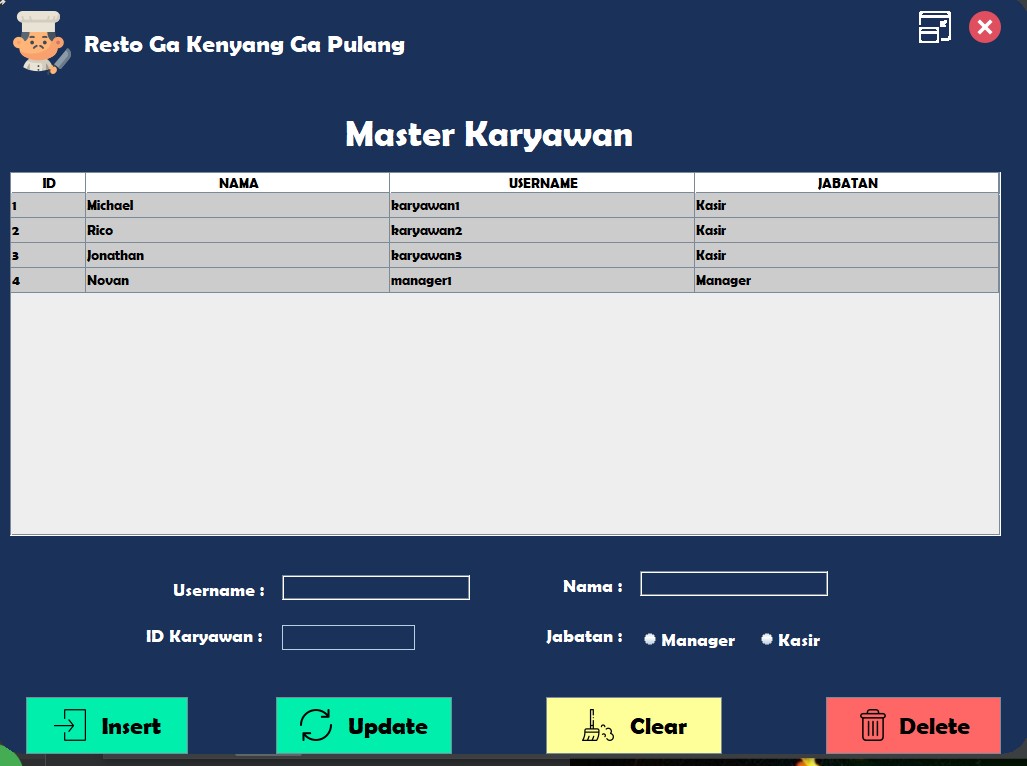 Resto Ga Kenyang Ga Pulang
Master Karyawan
ID NAMA USERNAME JABATAN
1 Michael karyawan1 Kasir
2 Rico karyawan2 Kasir
3 Jonathan karyawan3 Kasir
4 Novan manager1 Manager
Username : Nama :
ID Karyawan : Jabatan : Manager Kasir
Insert Update Clear Delete